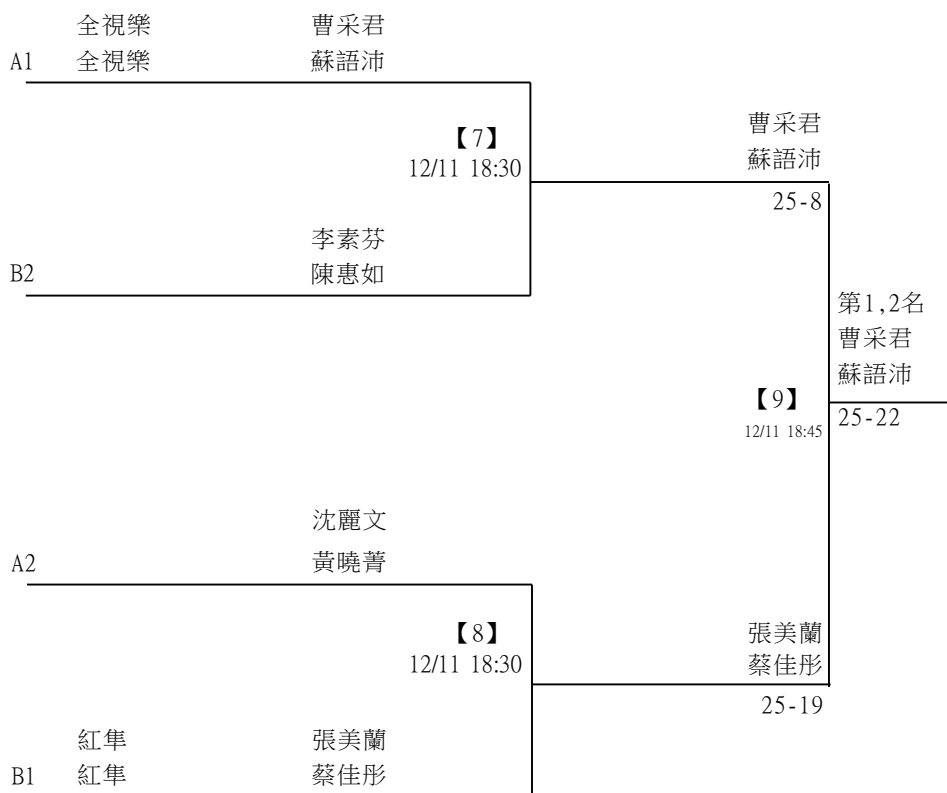 全視樂 曹采君
A1 全視樂 蘇語沛
【7】
12/11 18:30
曹采君
蘇語沛
25-8
李素芬
B2 陳惠如
第1,2名
曹采君
蘇語沛
【9】
12/11 18:45
25-22
沈麗文
A2 黃曉菁
【8】
12/11 18:30
張美蘭
蔡佳彤
25-19
紅隼 張美蘭
B1 紅隼 蔡佳彤